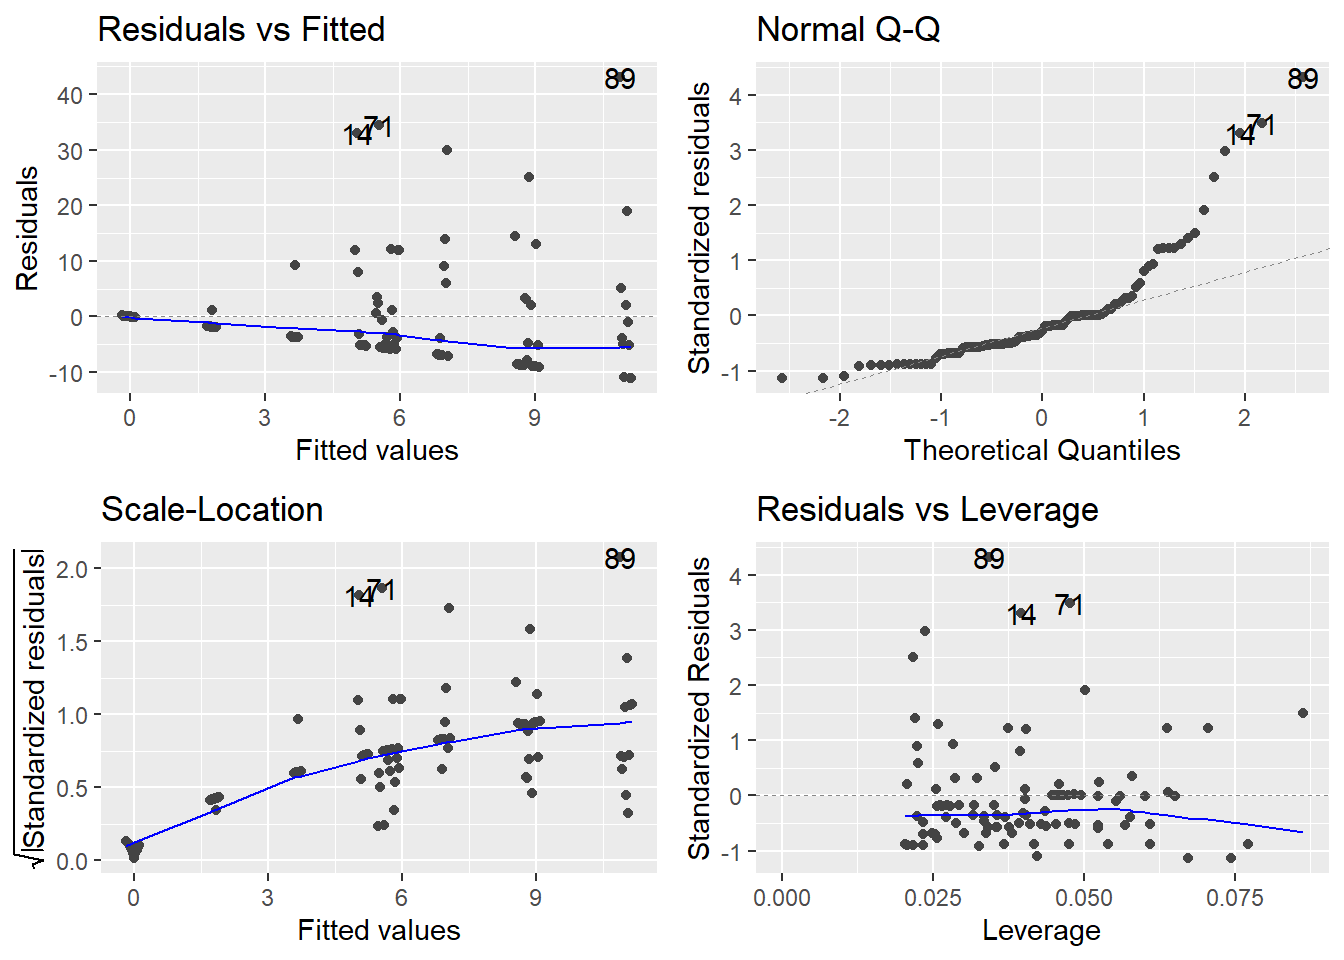 Residuals vs Fitted
Residuals
40
30
20
10
0
-10
89
71
14
0 3 6 9
Fitted values
Normal Q-Q
Standardized residuals
4
3
2
1
0
-1
89
71
14
-2 -1 0 1 2
Theoretical Quantiles
Scale-Location
√|Standardized residuals|
2.0
1.5
1.0
0.5
0.0
89
71
14
0 3 6 9
Fitted values
Residuals vs Leverage
Standardized Residuals
4
3
2
1
0
-1
89
71
14
0.000 0.025 0.050 0.075
Leverage